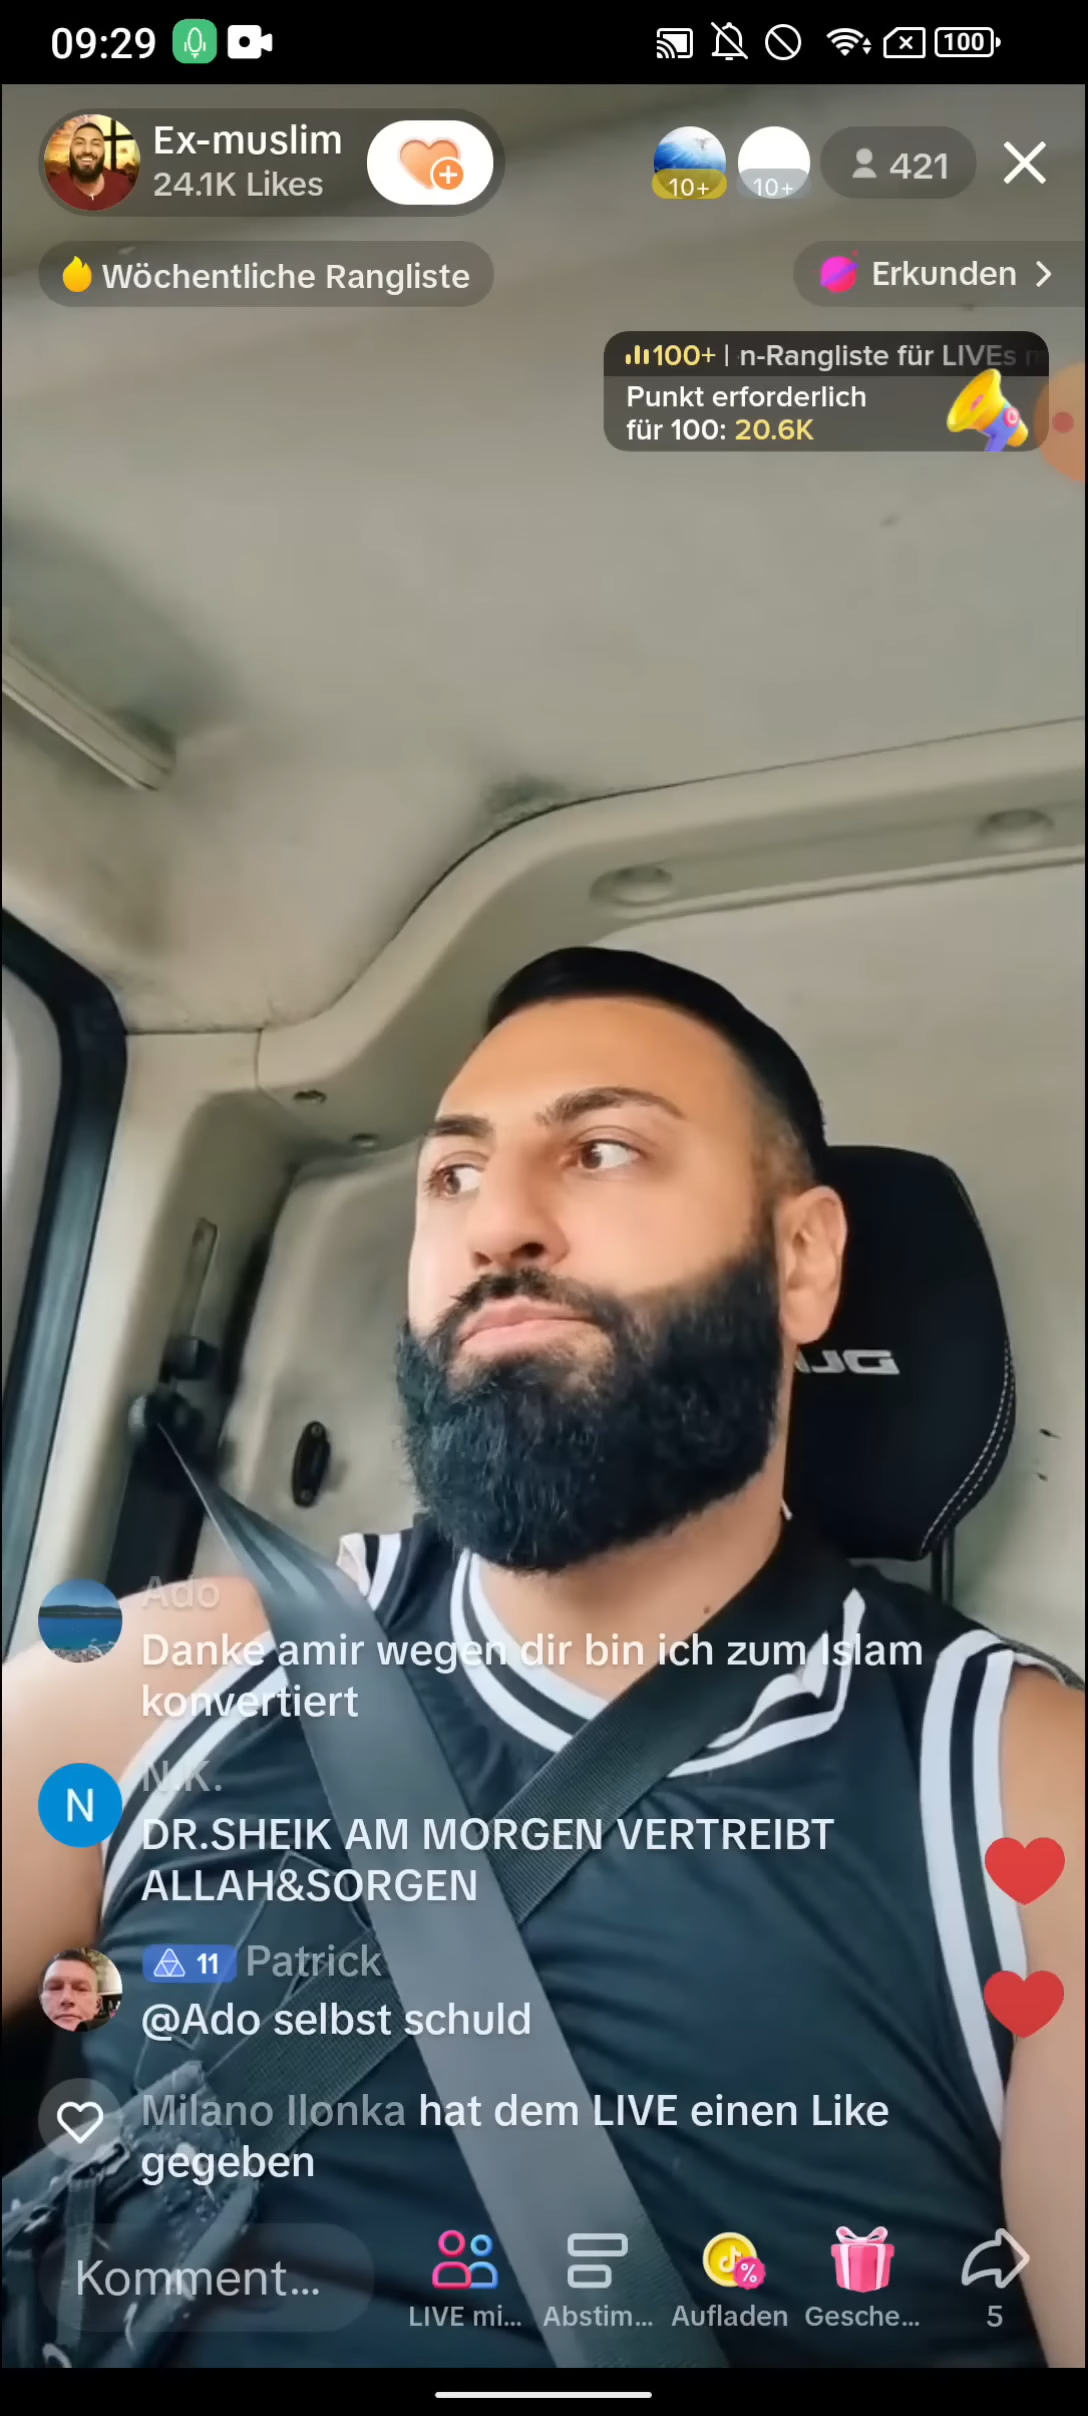 09:29
100
Ex-muslim
24.1K Likes
10+
10+
421
Wöchentliche Rangliste
Erkunden
100+ | n-Rangliste für LIVEs
Punkt erforderlich
für 100: 20.6K
Ado
Danke amir wegen dir bin ich zum Islam
konvertiert
N
N.K.
DR.SHEIK AM MORGEN VERTREIBT
ALLAH&SORGEN
11 Patrick
@Ado selbst schuld
Milano Ilonka hat dem LIVE einen Like
gegeben
Komment...
LIVE mi...
Abstim...
Aufladen
Gesche...
5